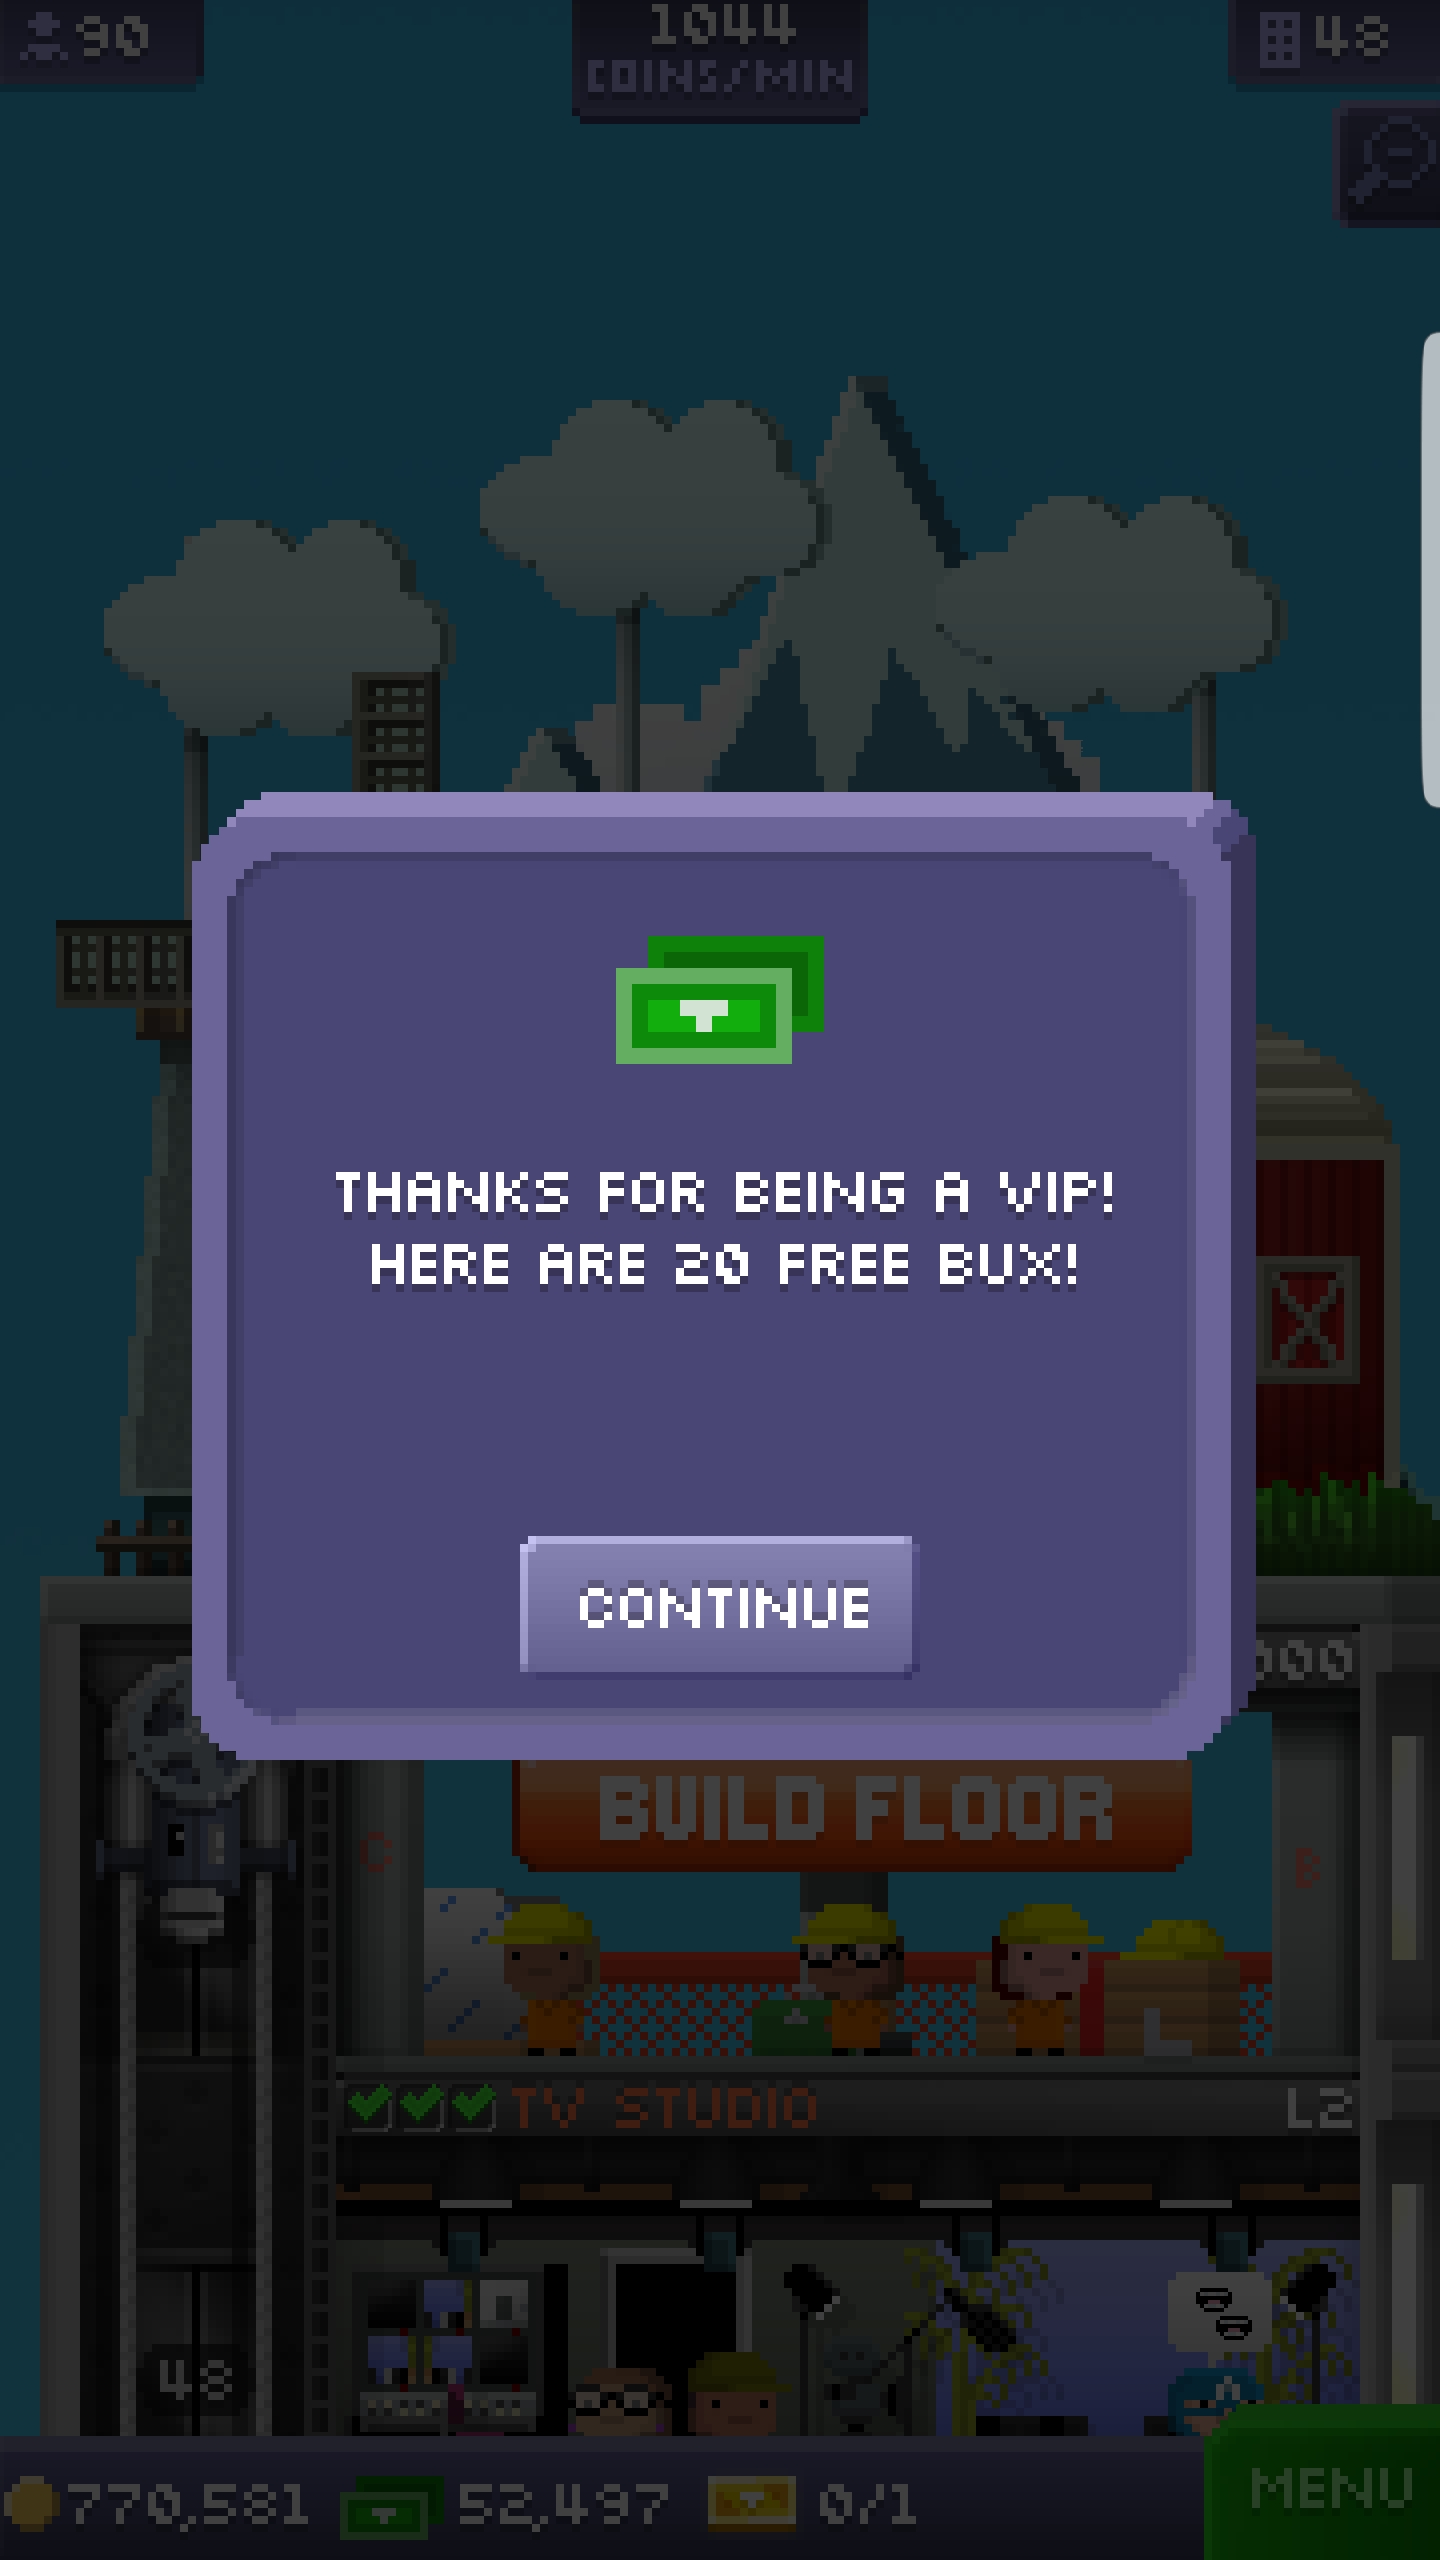 90
1044
COINS/MIN
48
THANKS FOR BEING A VIP!
HERE ARE 20 FREE BUX!
CONTINUE
000
BUILD FLOOR
C
B
TV STUDIO
L2
48
770,581
52,497
0/1
MENU